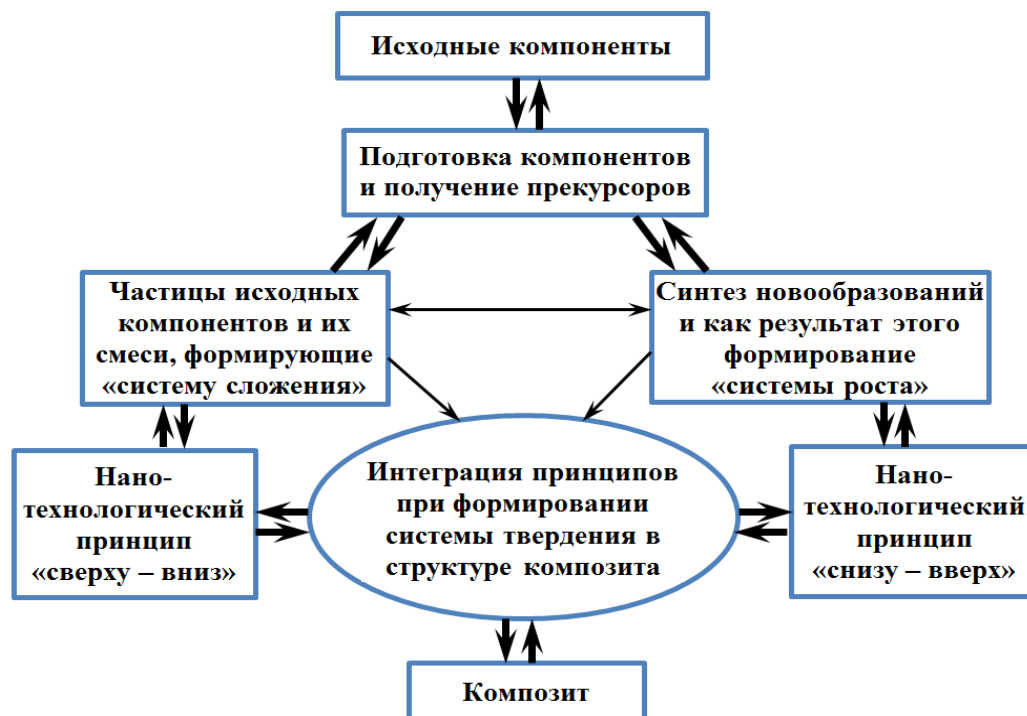 Исходные компоненты
Подготовка компонентов
и получение прекурсоров
Частицы исходных
компонентов и их
смеси, формирующие
«систему сложения»
Синтез новообразований
и как результат этого
формирование
«системы роста»
Нано-
технологический
принцип
«сверху – вниз»
Интеграция принципов
при формировании
системы твердения в
структуре композита
Нано-
технологический
принцип
«снизу – вверх»
Композит